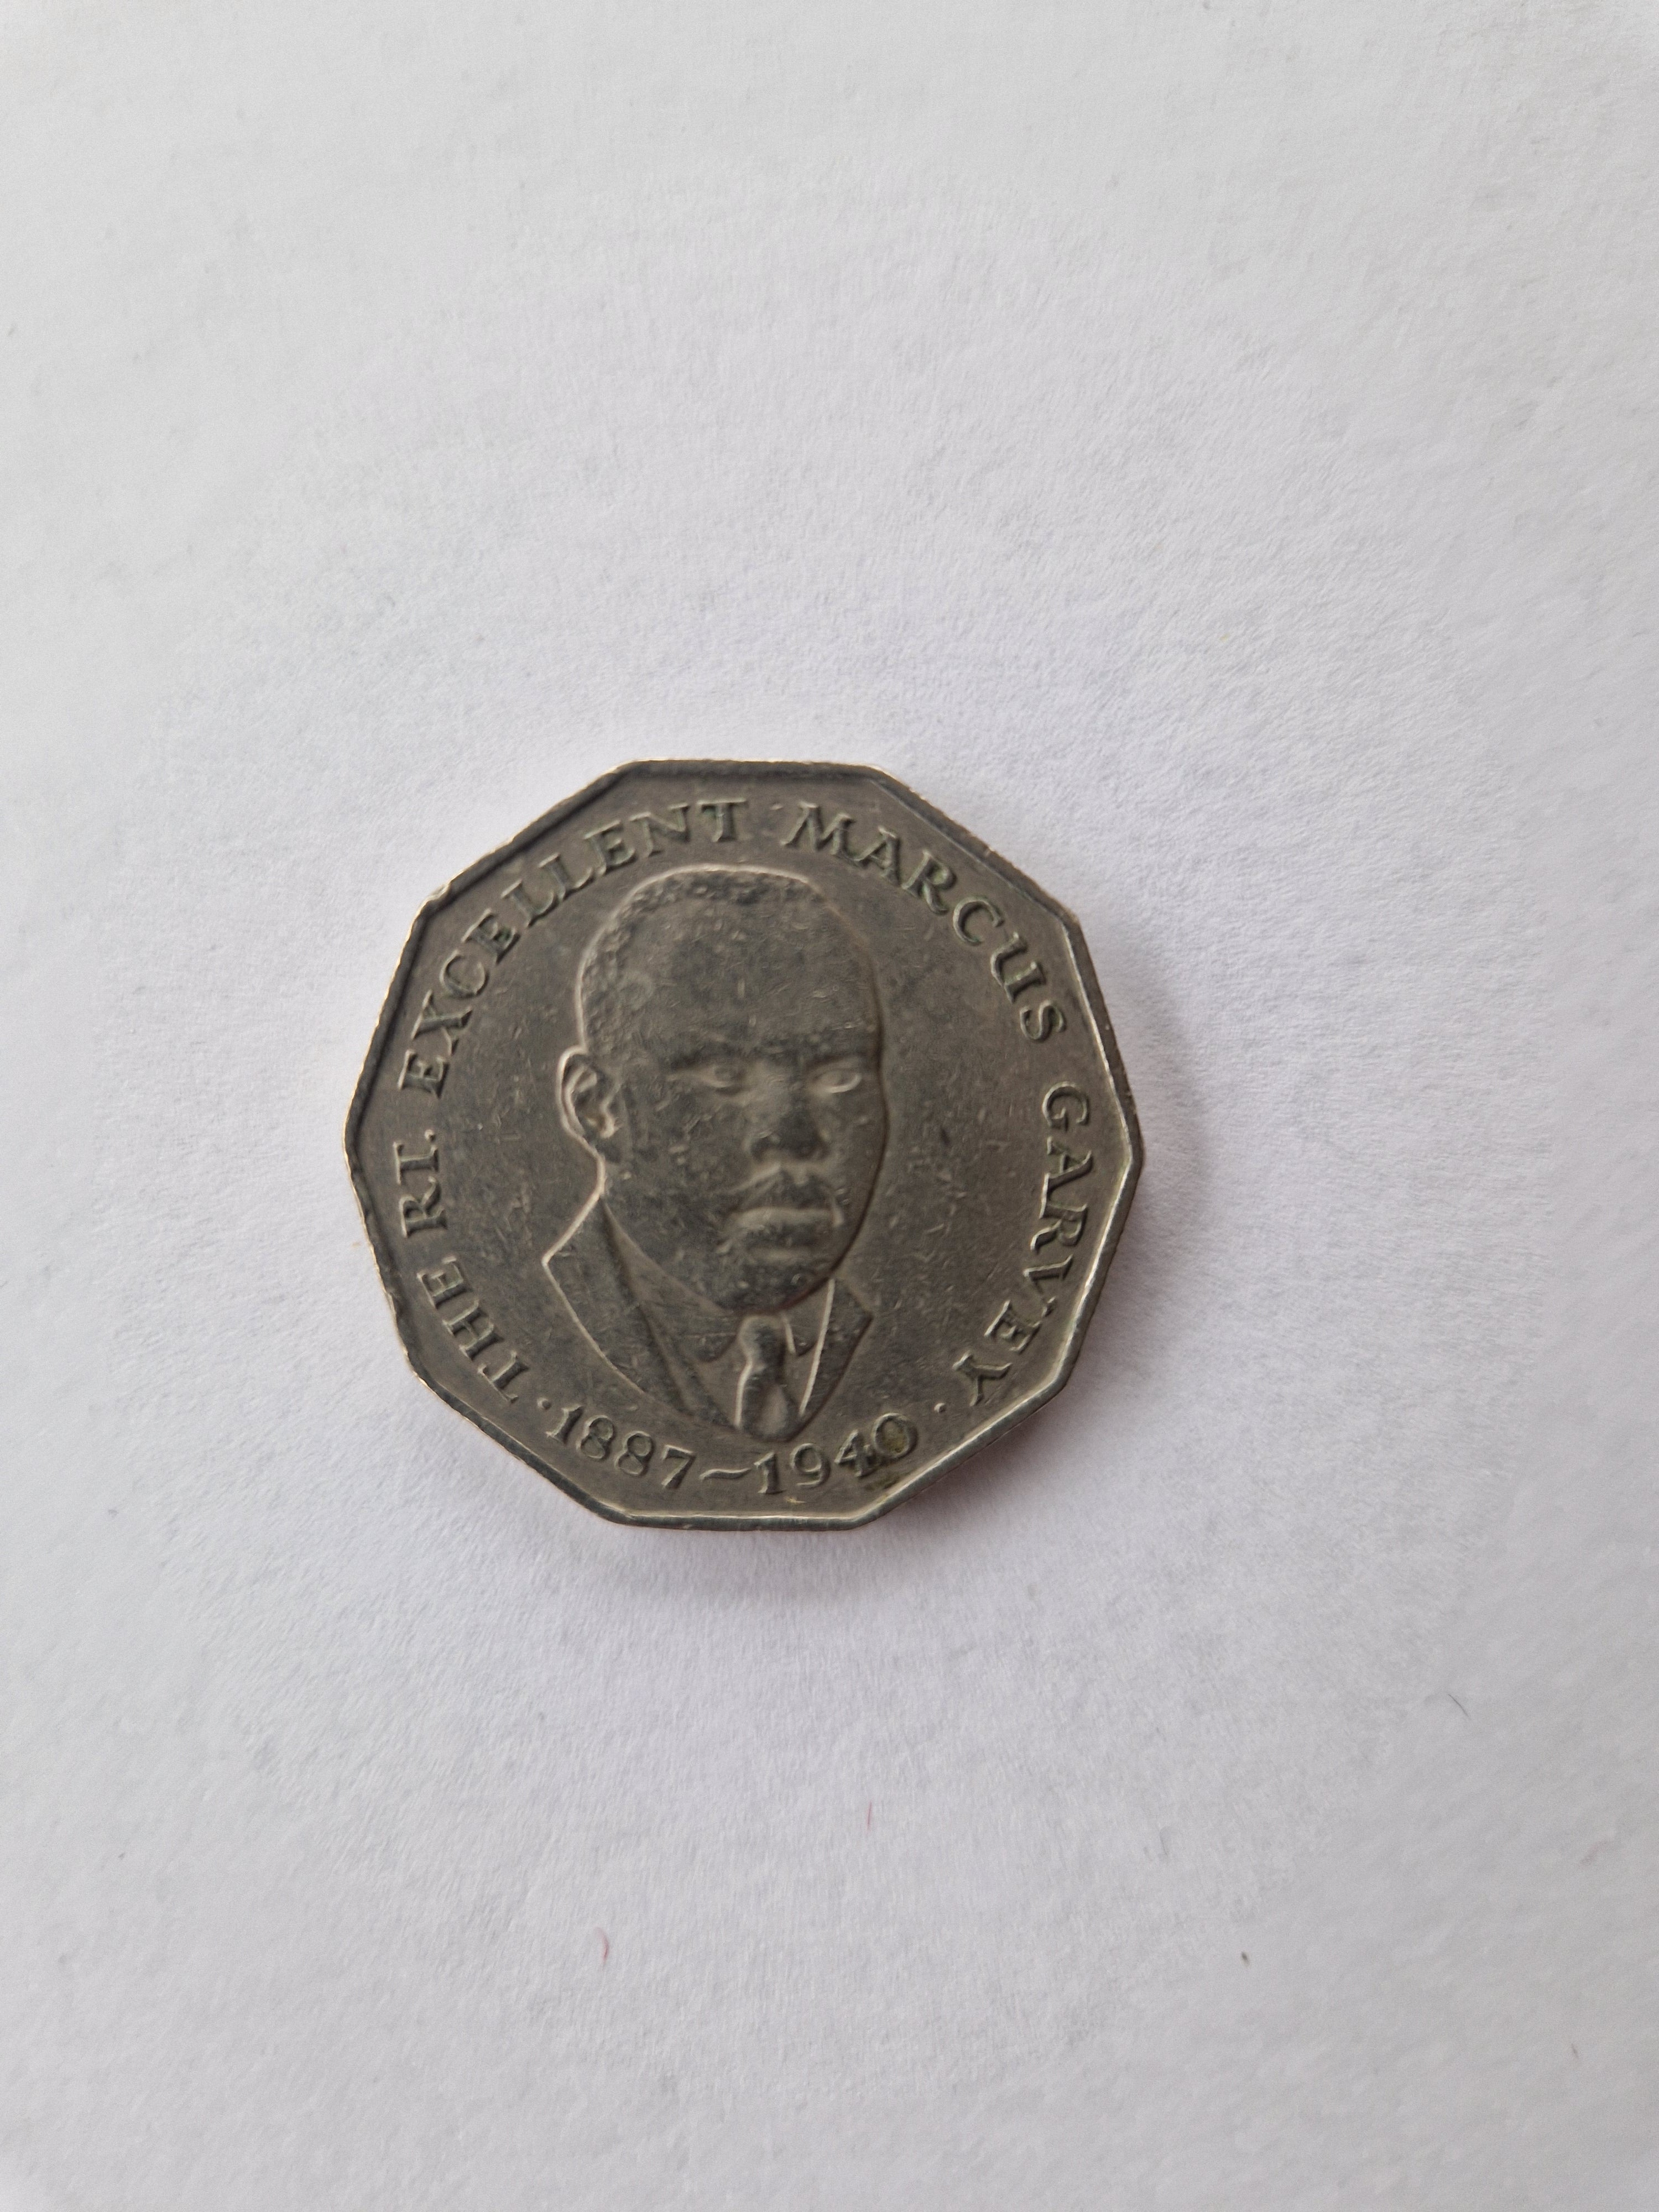 THE RT. EXCELLENT MARCUS GARVEY
· 1887~1940 ·